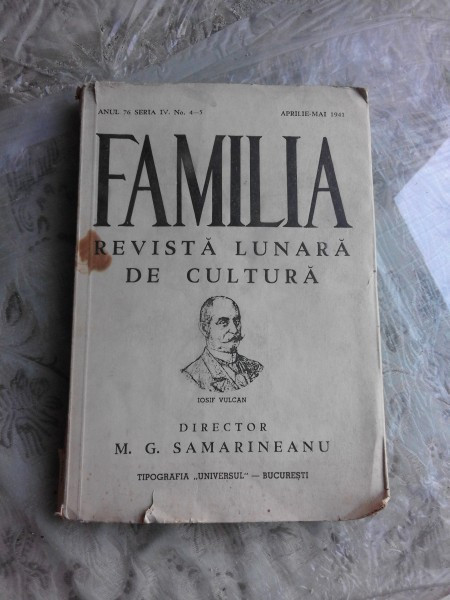 ANUL 76 SERIA IV. No. 4—5 APRILIE-MAI 1941
FAMILIA
REVISTĂ LUNARĂ
DE CULTURĂ
IOSIF VULCAN
DIRECTOR
M. G. SAMARINEANU
TIPOGRAFIA „UNIVERSUL" — BUCUREȘTI